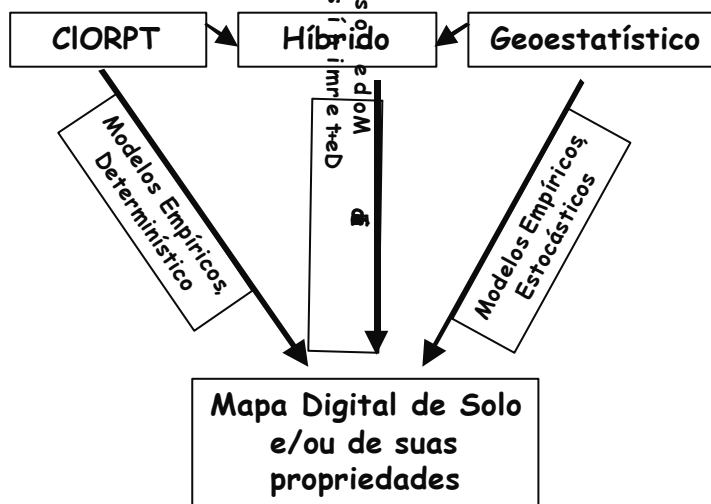 ClORPT
Híbrido
Geoestatístico
Modelos Empíricos,
Determinístico
Modelos Empíricos,
Estocásticos
Mapa Digital de Solo
e/ou de suas
propriedades